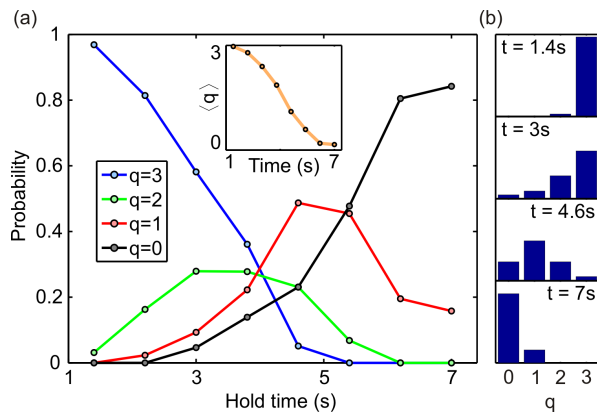 (a)
(b)
1
0.8
0.6
0.4
0.2
0
Probability
1
3
5
7
Hold time (s)
q=3
q=2
q=1
q=0
3
0
⟨q⟩
1
7
Time (s)
t = 1.4s
t = 3s
t = 4.6s
t = 7s
0 1 2 3
q